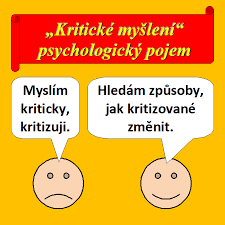 „Kritické myšlení“
psychologický pojem
Myslím
kriticky,
kritizuji.
Hledám způsoby,
jak kritizované
změnit.